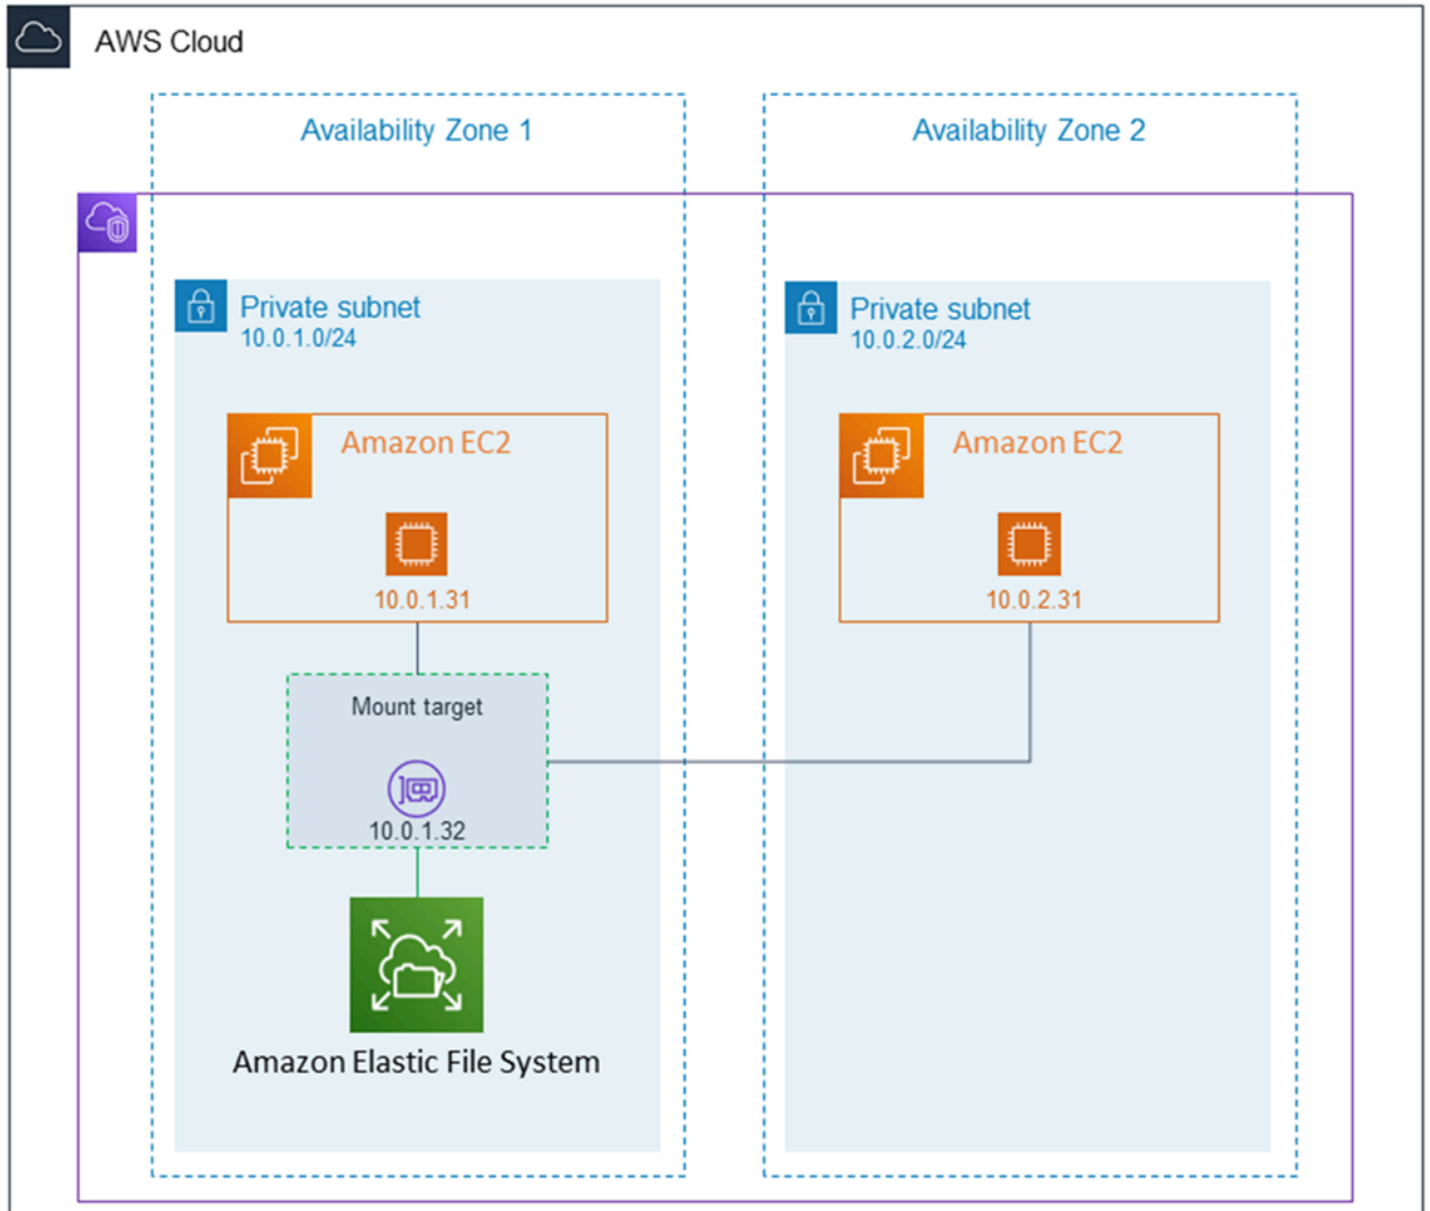 AWS Cloud
Availability Zone 1
Availability Zone 2
Private subnet
10.0.1.0/24
Private subnet
10.0.2.0/24
Amazon EC2
10.0.1.31
Amazon EC2
10.0.2.31
Mount target
10.0.1.32
Amazon Elastic File System